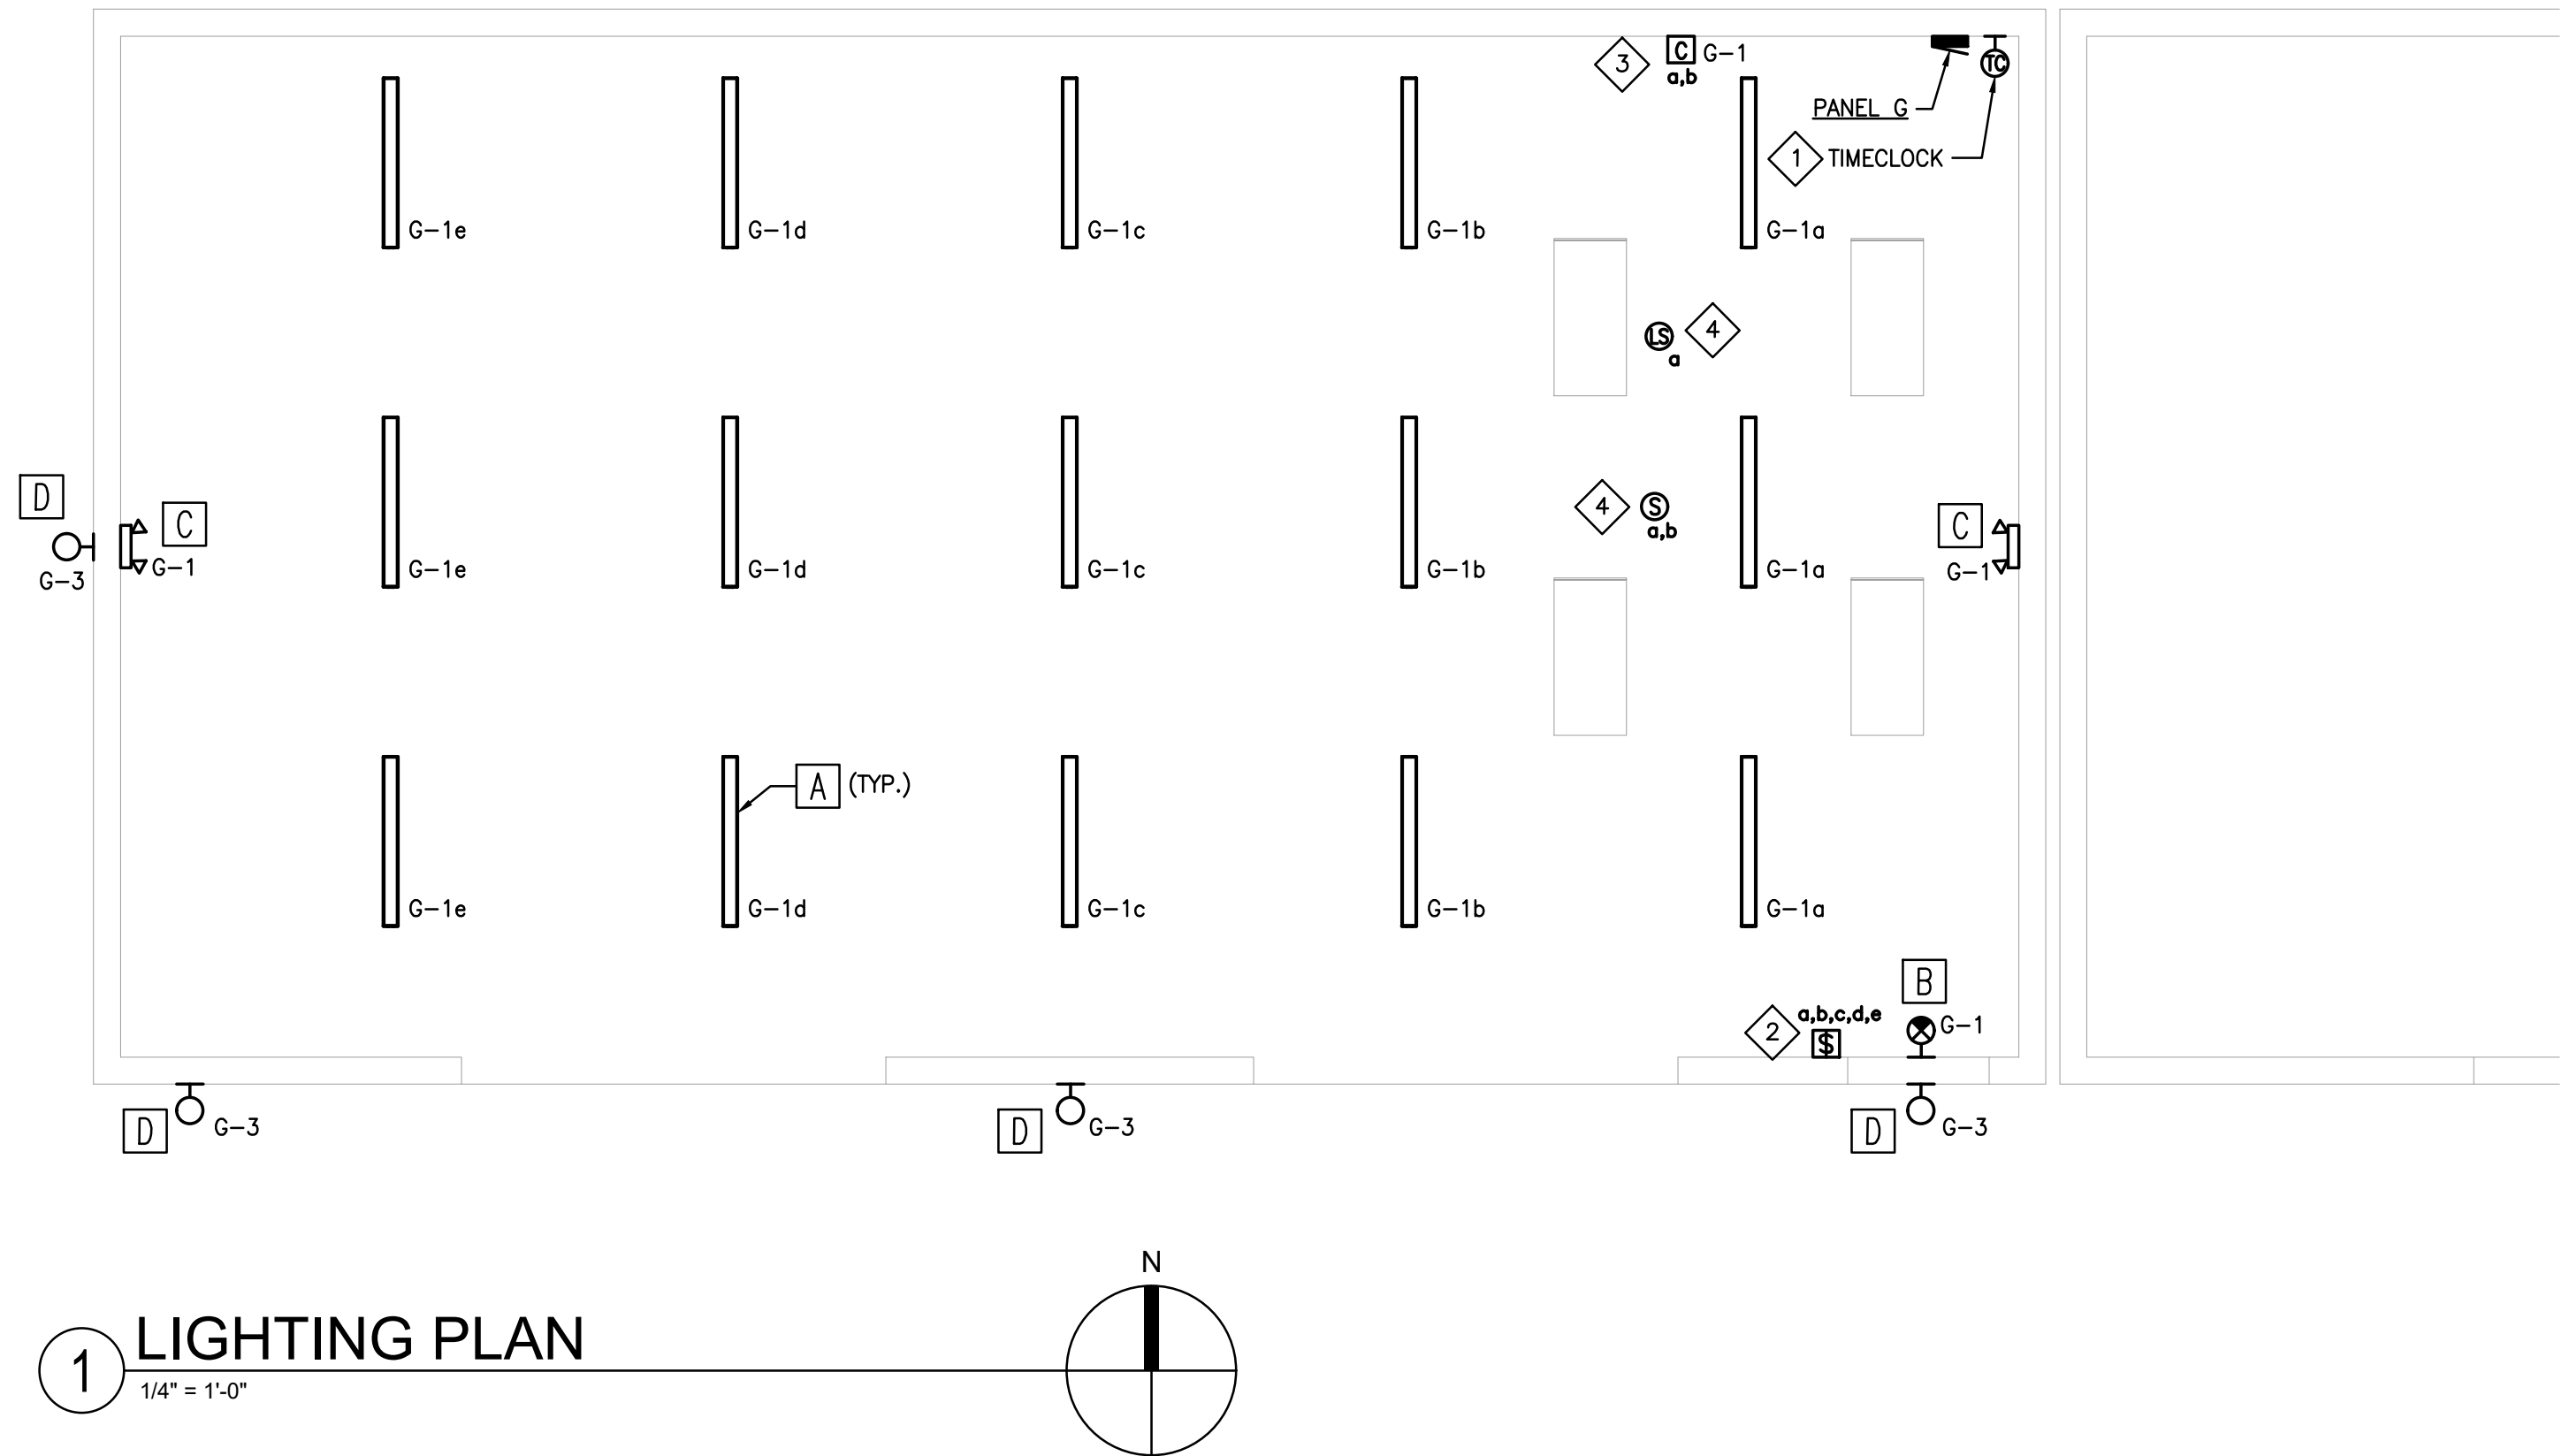 3
C
G-1
a,b
TC
PANEL G
1
TIMECLOCK
G-1e
G-1d
G-1c
G-1b
G-1a
LS
4
a
D
C
G-3
G-1
4
S
a,b
C
G-1
G-1e
G-1d
G-1c
G-1b
G-1a
A (TYP.)
G-1e
G-1d
G-1c
G-1b
G-1a
B
G-1
2
a,b,c,d,e
$
D
G-3
D
G-3
D
G-3
N
1
LIGHTING PLAN
1/4" = 1'-0"